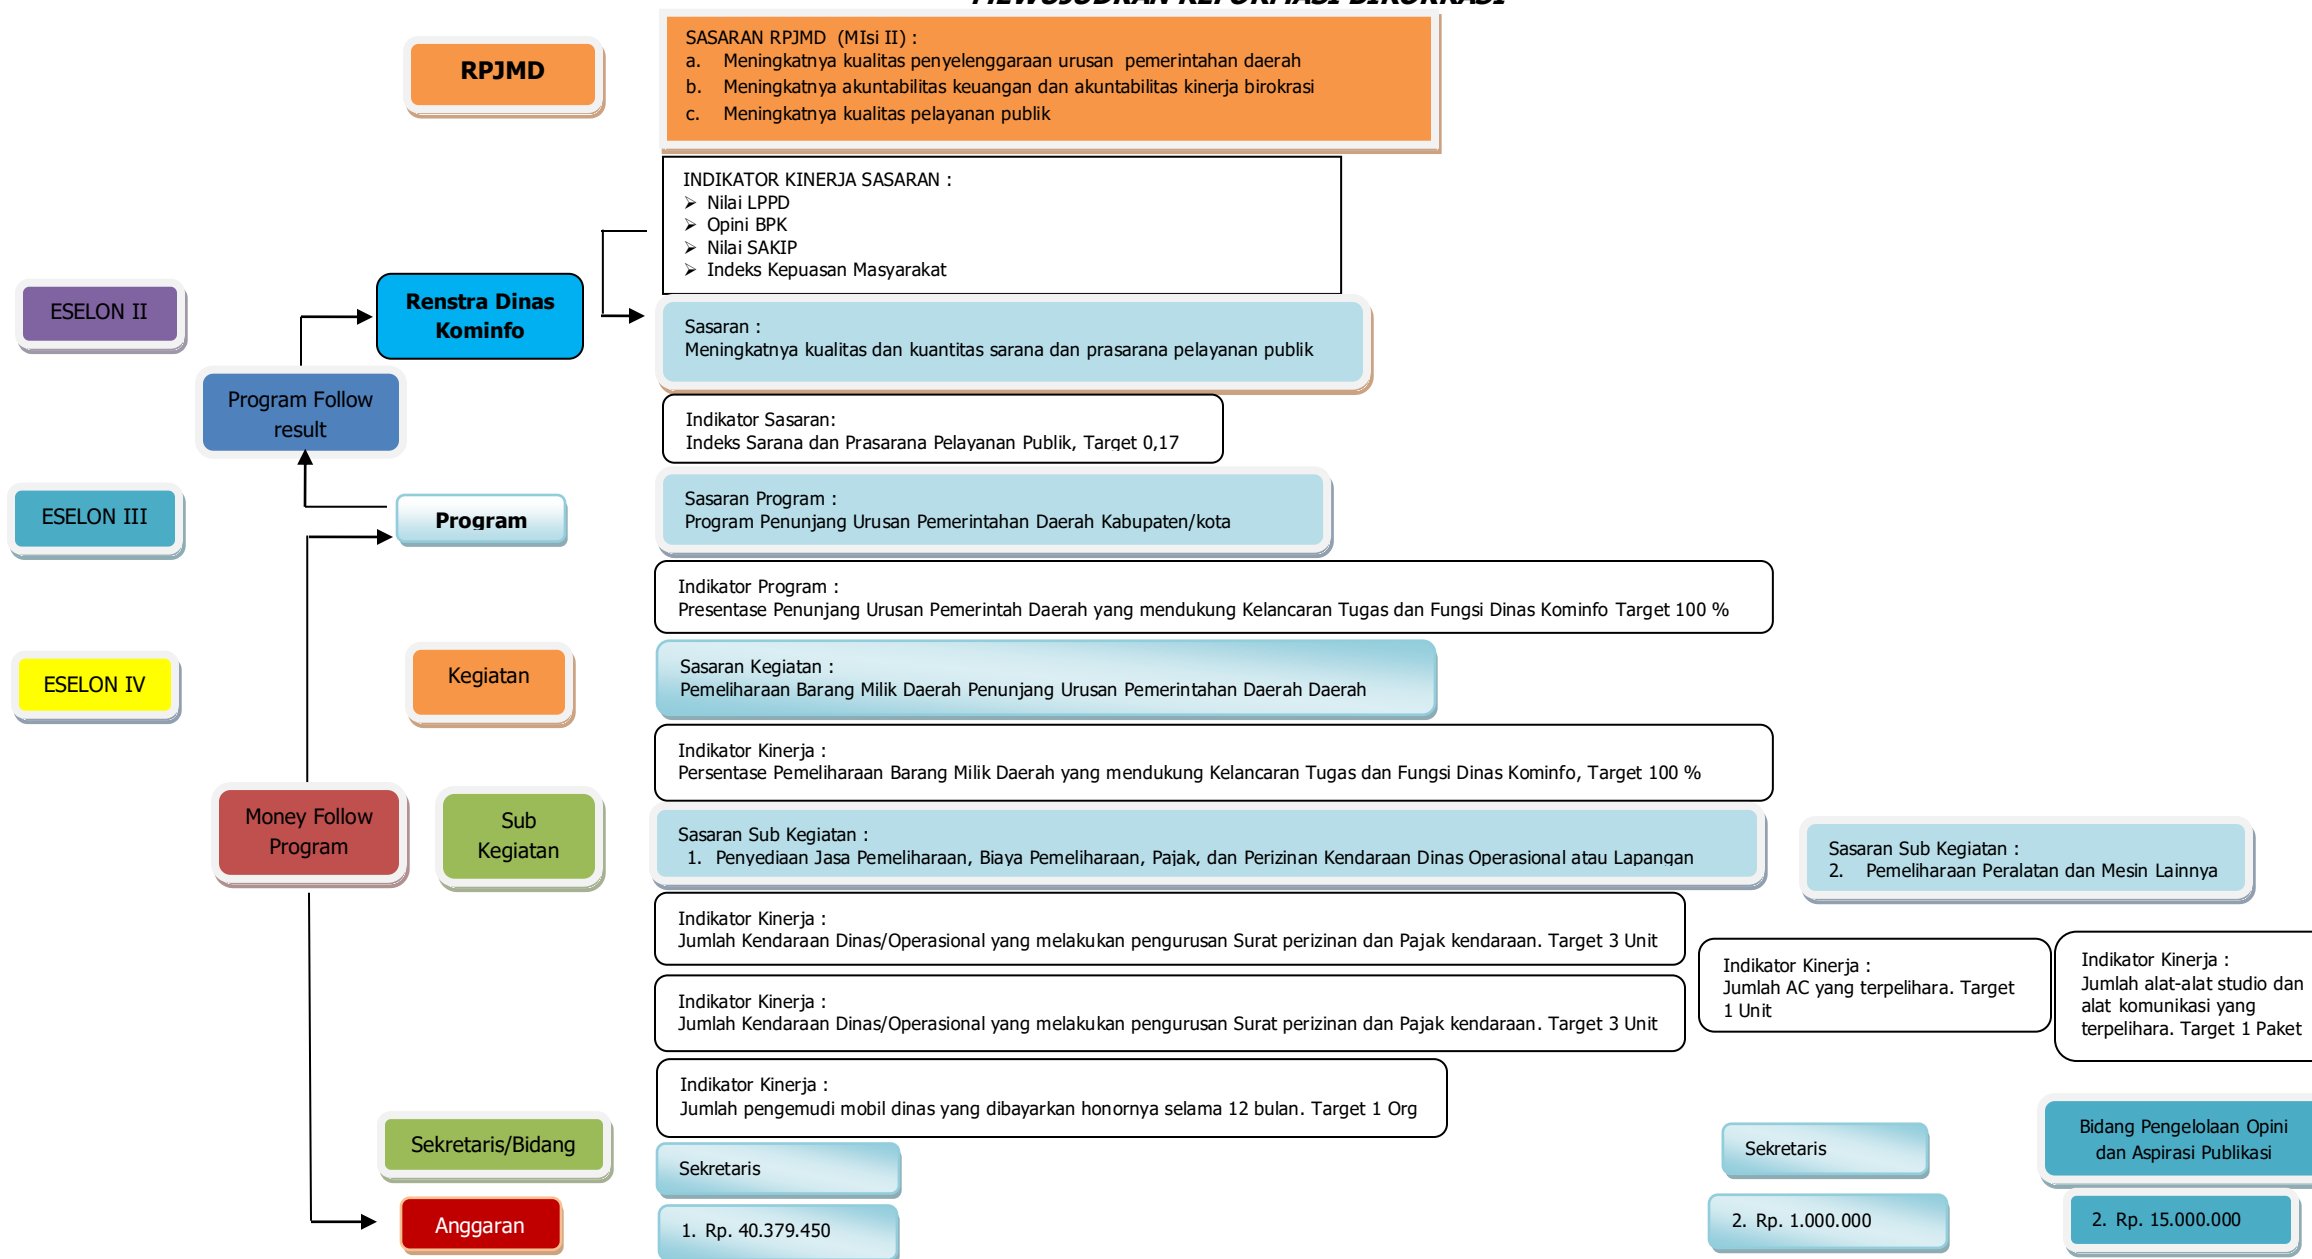 MEWUJUDKAN REFORMASI BIROKRASI
RPJMD
SASARAN RPJMD (MIsi II) :
a. Meningkatnya kualitas penyelenggaraan urusan pemerintahan daerah
b. Meningkatnya akuntabilitas keuangan dan akuntabilitas kinerja birokrasi
c. Meningkatnya kualitas pelayanan publik
INDIKATOR KINERJA SASARAN :
➢ Nilai LPPD
➢ Opini BPK
➢ Nilai SAKIP
➢ Indeks Kepuasan Masyarakat
ESELON II
Renstra Dinas
Kominfo
Sasaran :
Meningkatnya kualitas dan kuantitas sarana dan prasarana pelayanan publik
Program Follow
result
Indikator Sasaran:
Indeks Sarana dan Prasarana Pelayanan Publik, Target 0,17
ESELON III
Program
Sasaran Program :
Program Penunjang Urusan Pemerintahan Daerah Kabupaten/kota
Indikator Program :
Presentase Penunjang Urusan Pemerintah Daerah yang mendukung Kelancaran Tugas dan Fungsi Dinas Kominfo Target 100 %
ESELON IV
Kegiatan
Sasaran Kegiatan :
Pemeliharaan Barang Milik Daerah Penunjang Urusan Pemerintahan Daerah Daerah
Indikator Kinerja :
Persentase Pemeliharaan Barang Milik Daerah yang mendukung Kelancaran Tugas dan Fungsi Dinas Kominfo, Target 100 %
Money Follow
Program
Sub
Kegiatan
Sasaran Sub Kegiatan :
1. Penyediaan Jasa Pemeliharaan, Biaya Pemeliharaan, Pajak, dan Perizinan Kendaraan Dinas Operasional atau Lapangan
Sasaran Sub Kegiatan :
2. Pemeliharaan Peralatan dan Mesin Lainnya
Indikator Kinerja :
Jumlah Kendaraan Dinas/Operasional yang melakukan pengurusan Surat perizinan dan Pajak kendaraan. Target 3 Unit
Indikator Kinerja :
Jumlah Kendaraan Dinas/Operasional yang melakukan pengurusan Surat perizinan dan Pajak kendaraan. Target 3 Unit
Indikator Kinerja :
Jumlah AC yang terpelihara. Target
1 Unit
Indikator Kinerja :
Jumlah alat-alat studio dan
alat komunikasi yang
terpelihara. Target 1 Paket
Indikator Kinerja :
Jumlah pengemudi mobil dinas yang dibayarkan honornya selama 12 bulan. Target 1 Org
Sekretaris/Bidang
Sekretaris
Sekretaris
Bidang Pengelolaan Opini
dan Aspirasi Publikasi
Anggaran
1. Rp. 40.379.450
2. Rp. 1.000.000
2. Rp. 15.000.000